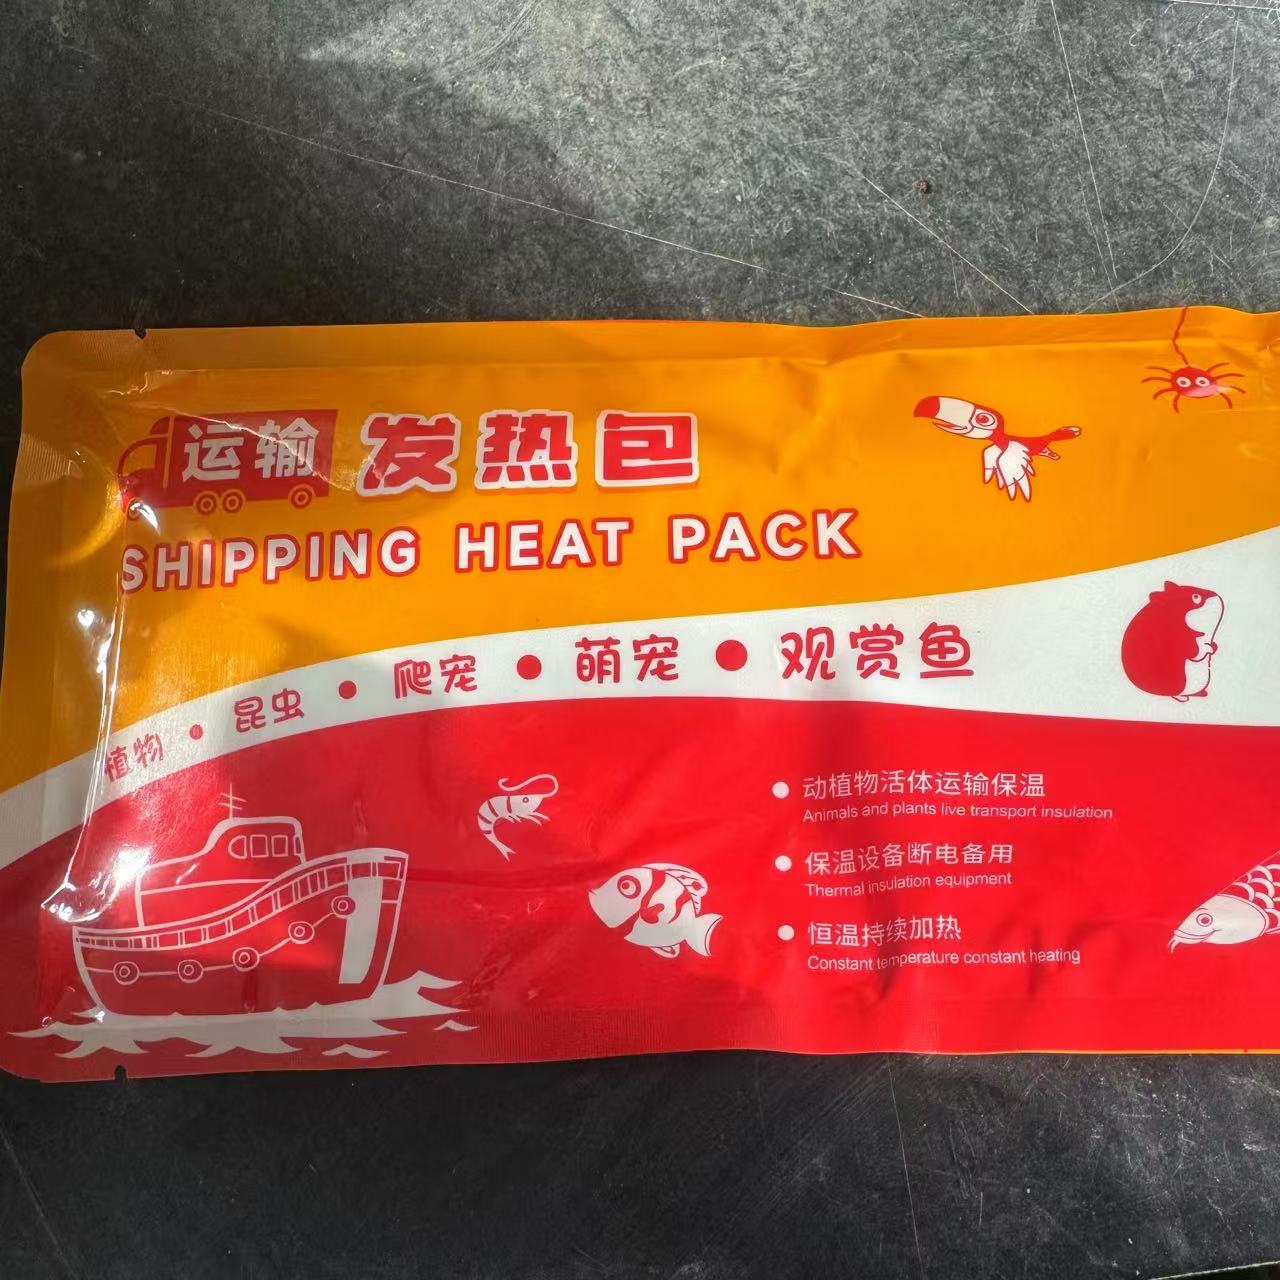 运输 发热包
SHIPPING HEAT PACK
植物 · 昆虫 ● 爬宠 ● 萌宠 ● 观赏鱼
● 动植物活体运输保温
Animals and plants live transport insulation
● 保温设备断电备用
Thermal insulation equipment
● 恒温持续加热
Constant temperature constant heating